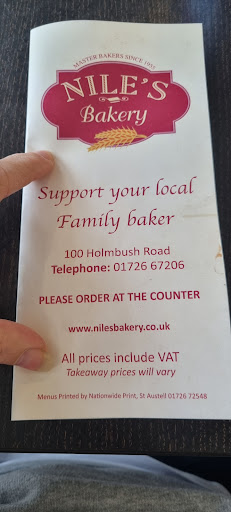 MASTER BAKERS SINCE 1951
NILE'S
Bakery
Support your local
Family baker
100 Holmbush Road
Telephone: 01726 67206
PLEASE ORDER AT THE COUNTER
www.nilesbakery.co.uk
All prices include VAT
Takeaway prices will vary
Menus Printed by Nationwide Print, St Austell 01726 72548